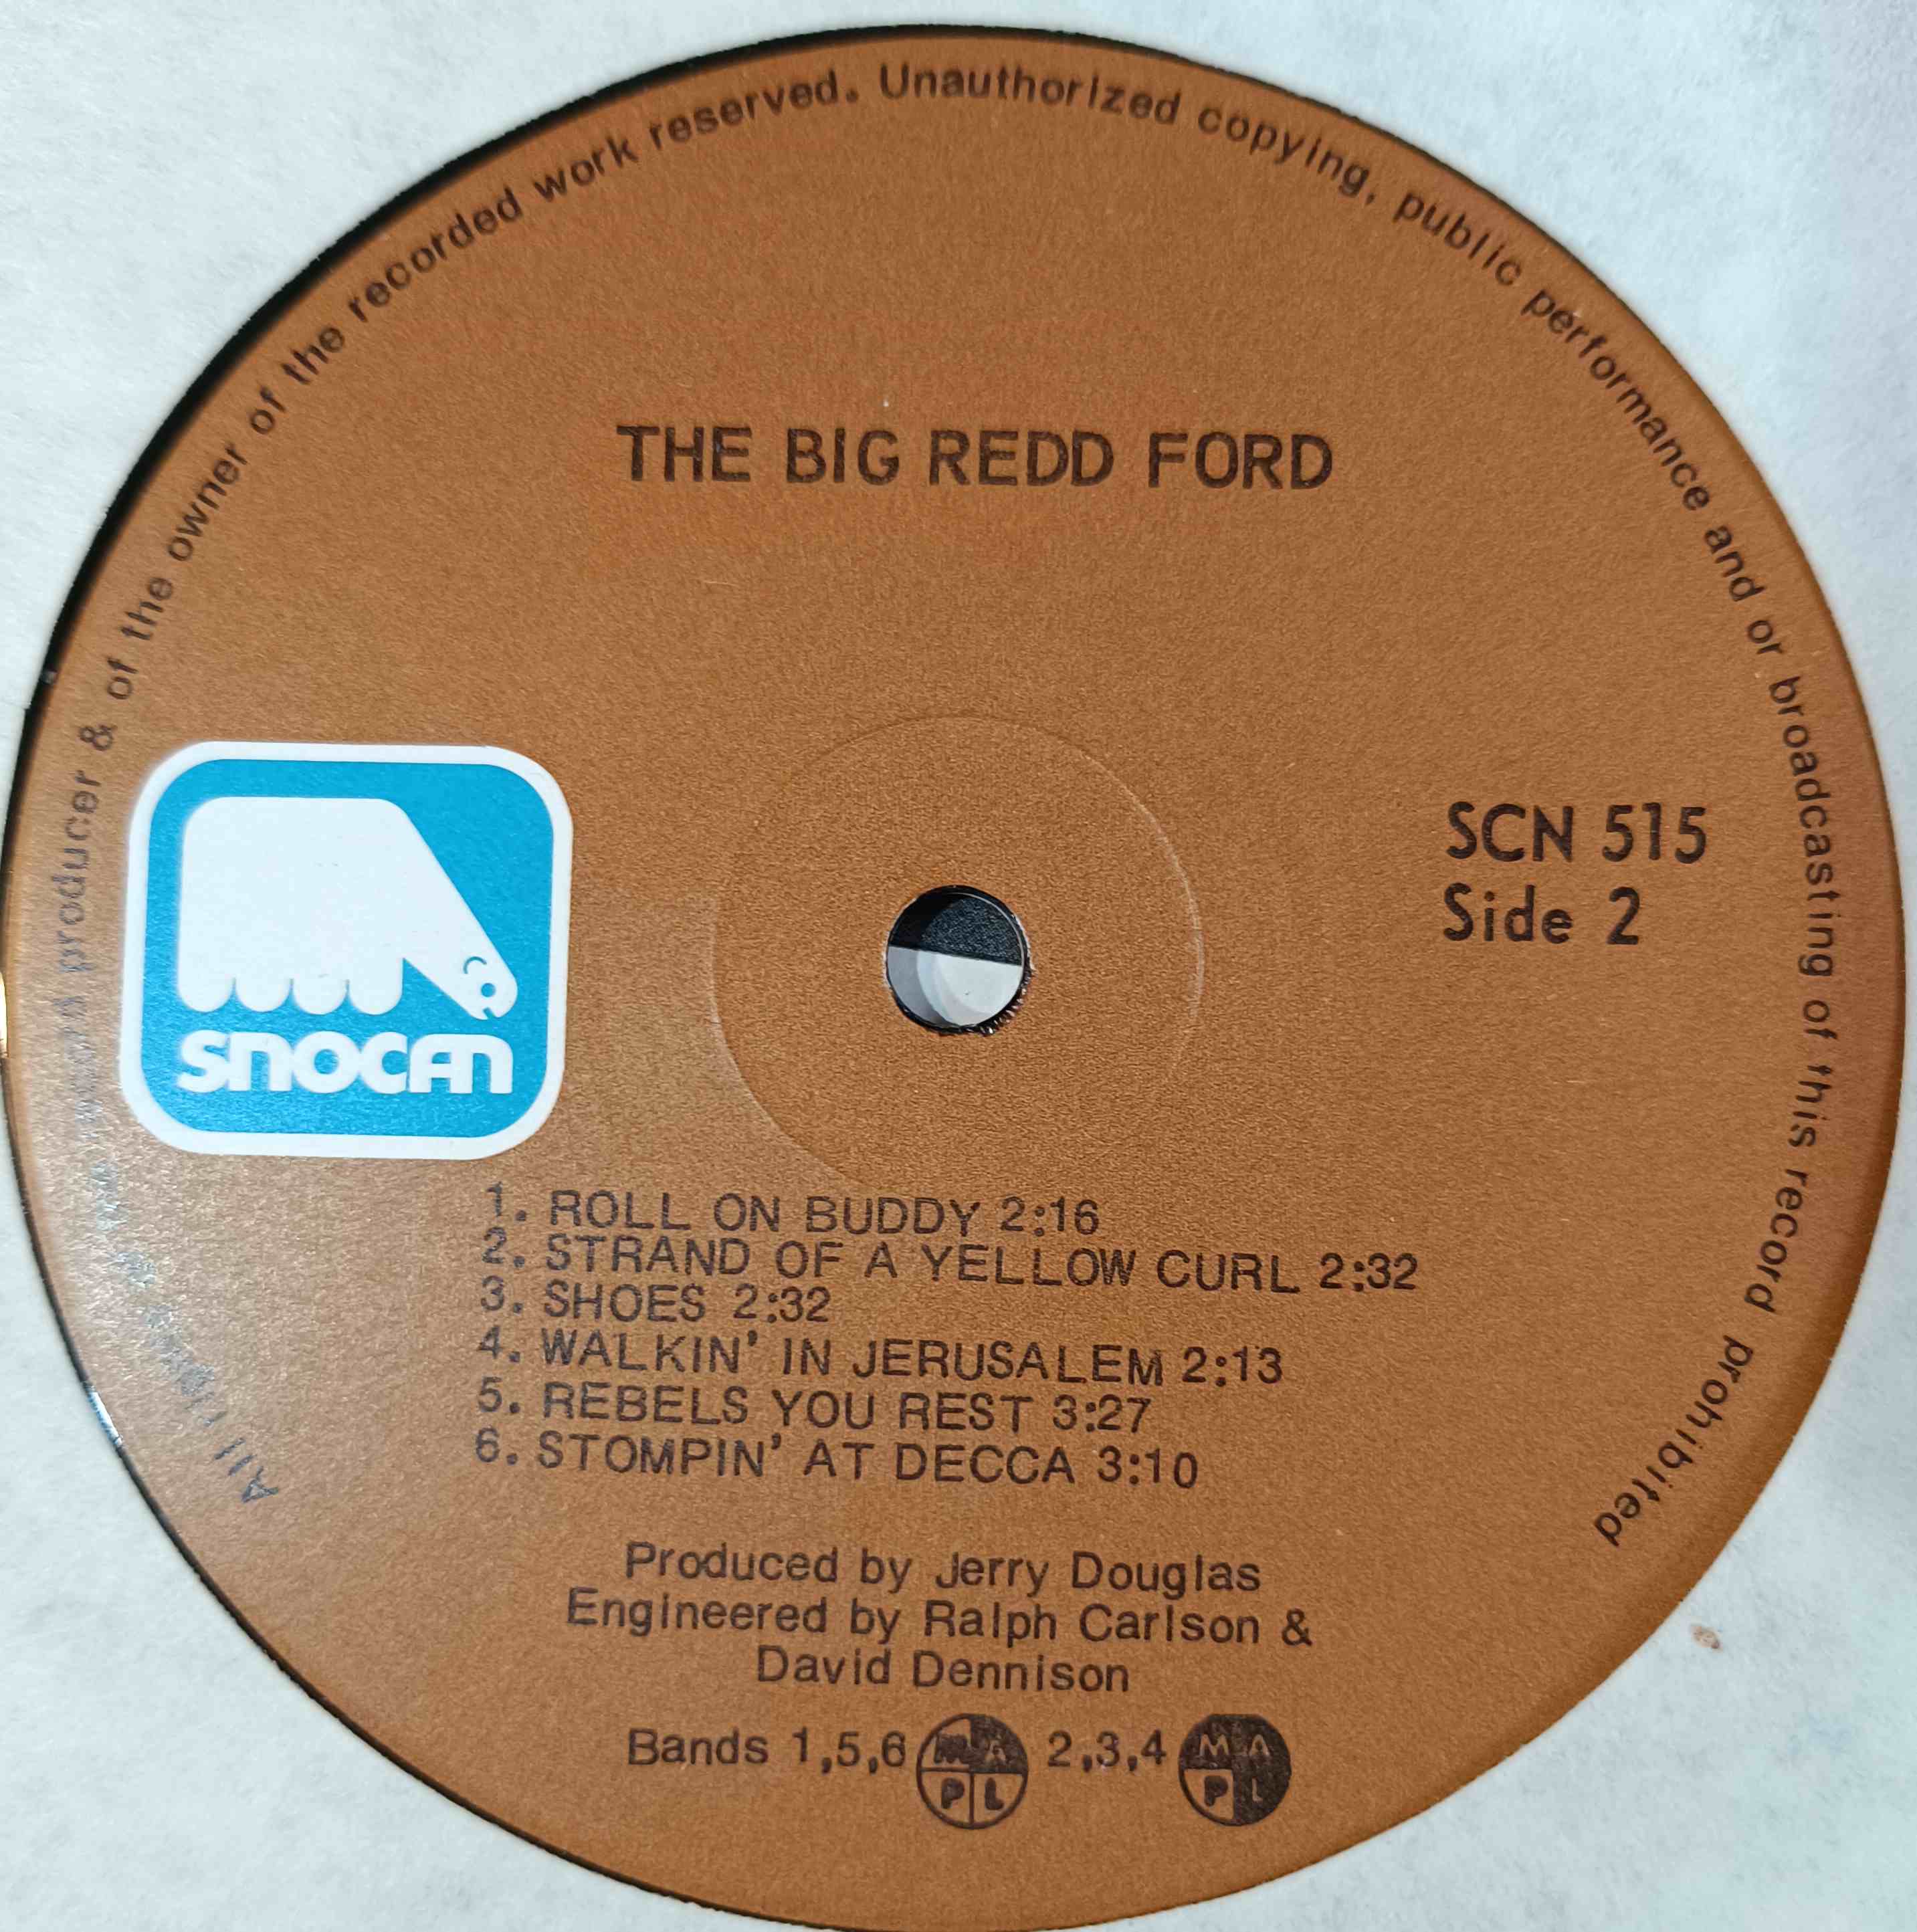 All of record producer & of the owner of the recorded work reserved. Unauthorized copying, public performance and or broadcasting of this record prohibited
THE BIG REDD FORD
SCN 515
Side 2
SNOCAN
1. ROLL ON BUDDY 2:16
2. STRAND OF A YELLOW CURL 2:32
3. SHOES 2:32
4. WALKIN' IN JERUSALEM 2:13
5. REBELS YOU REST 3:27
6. STOMPIN' AT DECCA 3:10
Produced by Jerry Douglas
Engineered by Ralph Carlson &
David Dennison
Bands 1,5,6 MAPL 2,3,4 MAPL